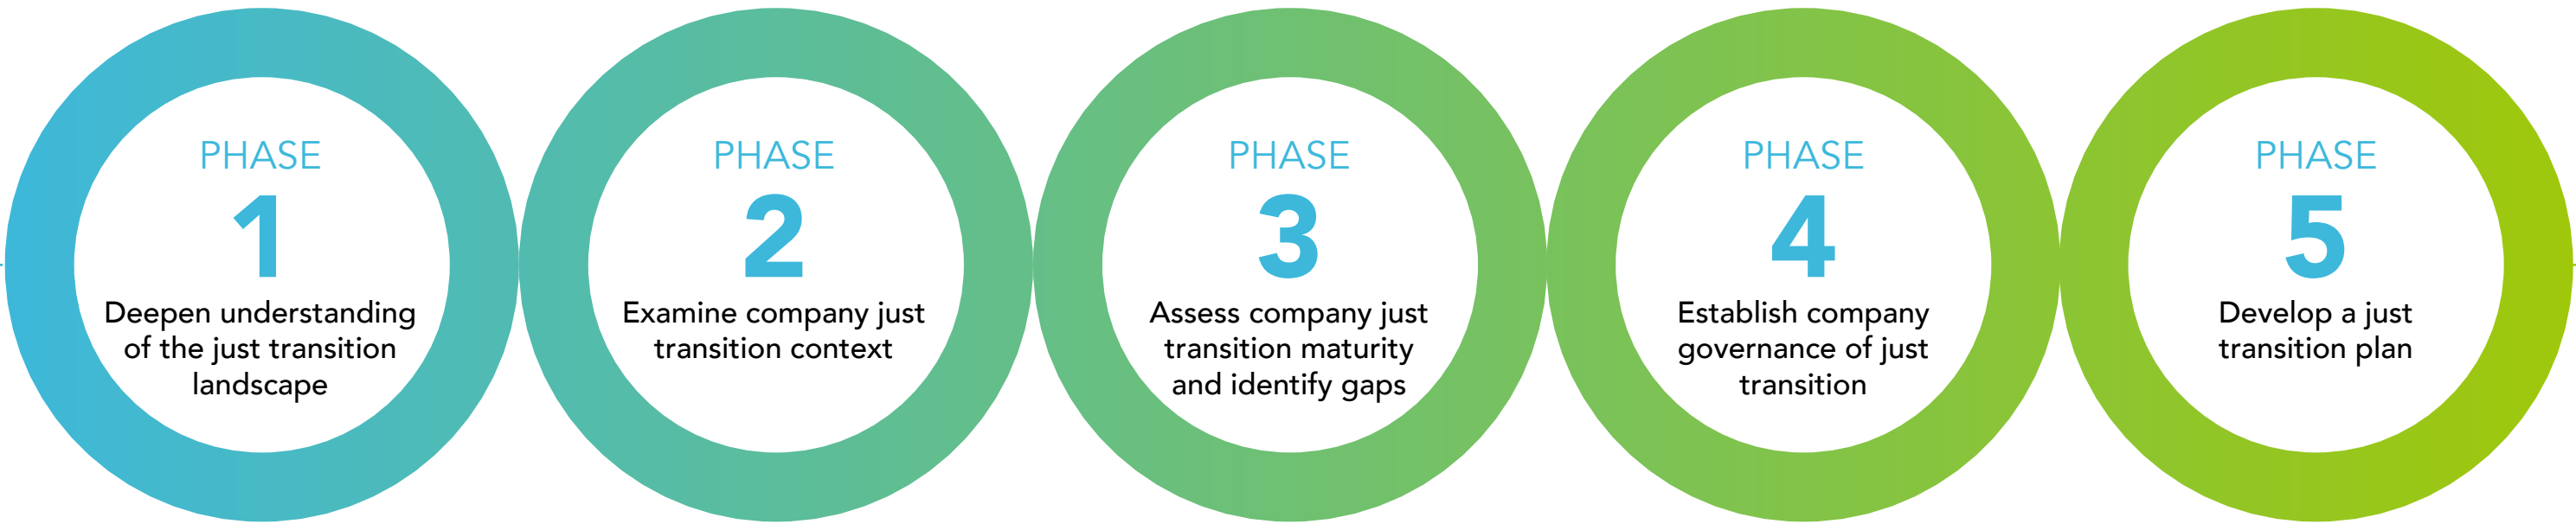 PHASE
1
Deepen understanding
of the just transition
landscape
PHASE
2
Examine company just
transition context
PHASE
3
Assess company just
transition maturity
and identify gaps
PHASE
4
Establish company
governance of just
transition
PHASE
5
Develop a just
transition plan